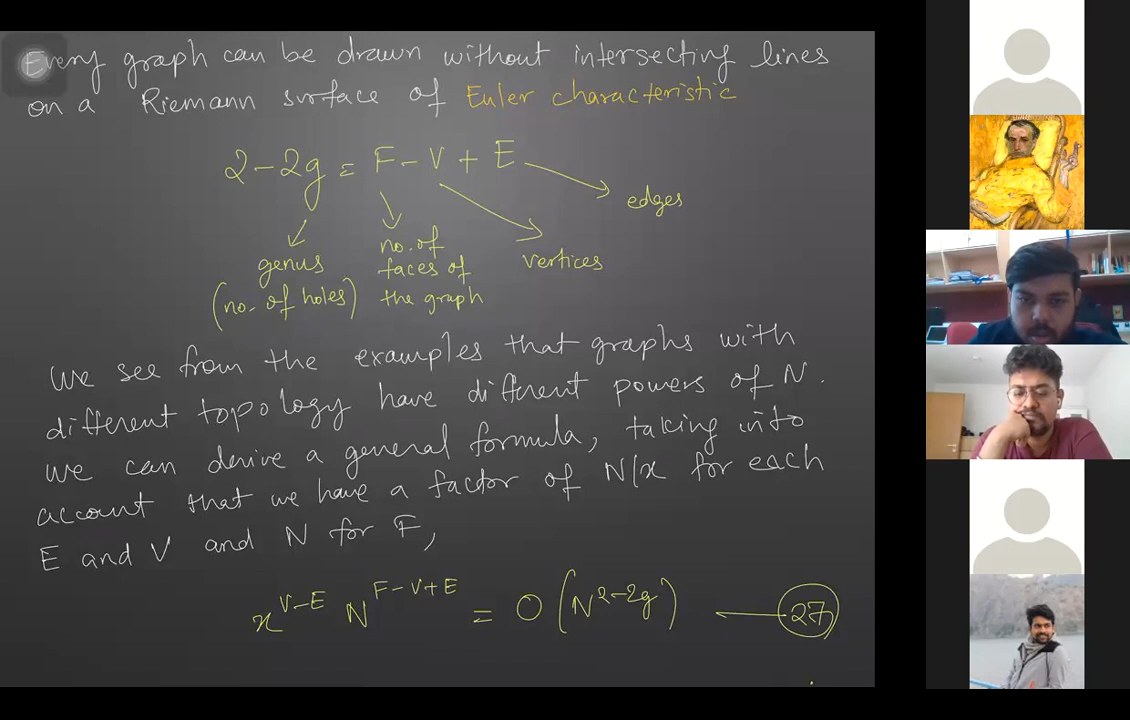 Every graph can be drawn without intersecting lines
on a Riemann surface of Euler characteristic
2-2g = F-V+E
edges
genus
(no. of holes)
no. of
faces of
the graph
vertices
We see from the examples that graphs with
different topology have different powers of N.
We can derive a general formula, taking into
account that we have a factor of N/x for each
E and V and N for F,
x^{V-E} N^{F-V+E} = O(N^{2-2g}) — 27